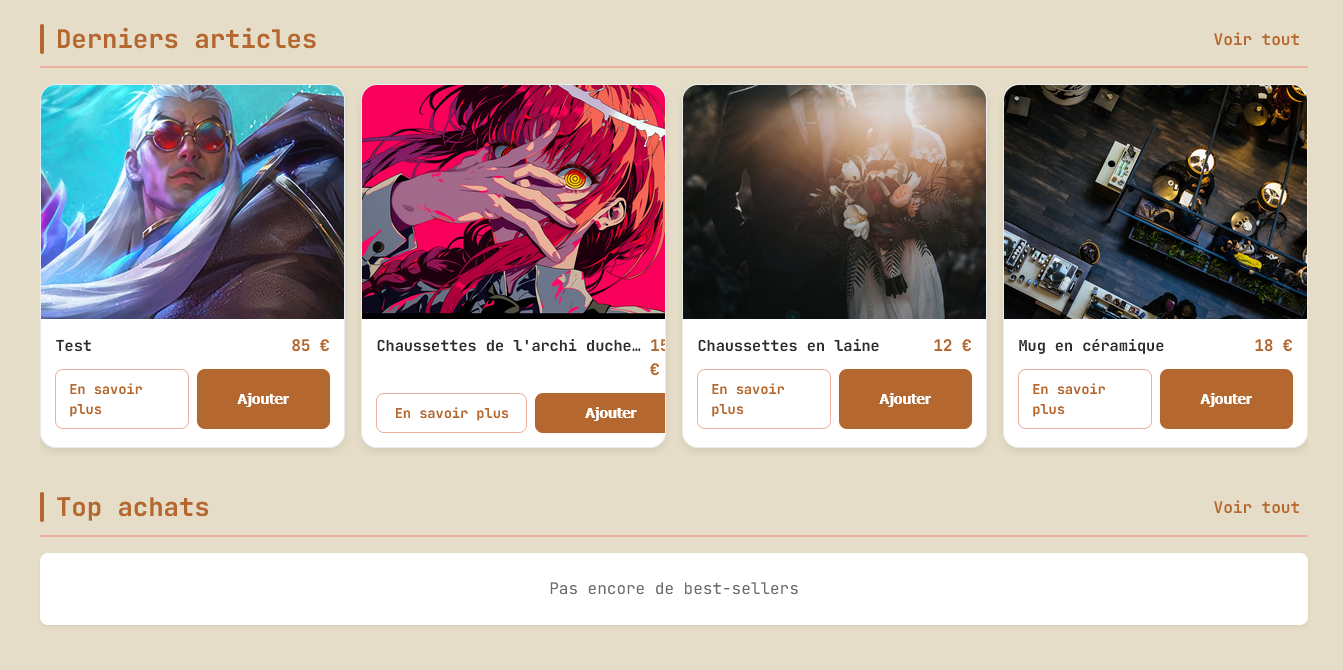 Derniers articles
Voir tout
Test
85 €
En savoir
plus
Ajouter
Chaussettes de l'archi duche…
15
€
En savoir plus
Ajouter
Chaussettes en laine
12 €
En savoir
plus
Ajouter
Mug en céramique
18 €
En savoir
plus
Ajouter
Top achats
Voir tout
Pas encore de best-sellers